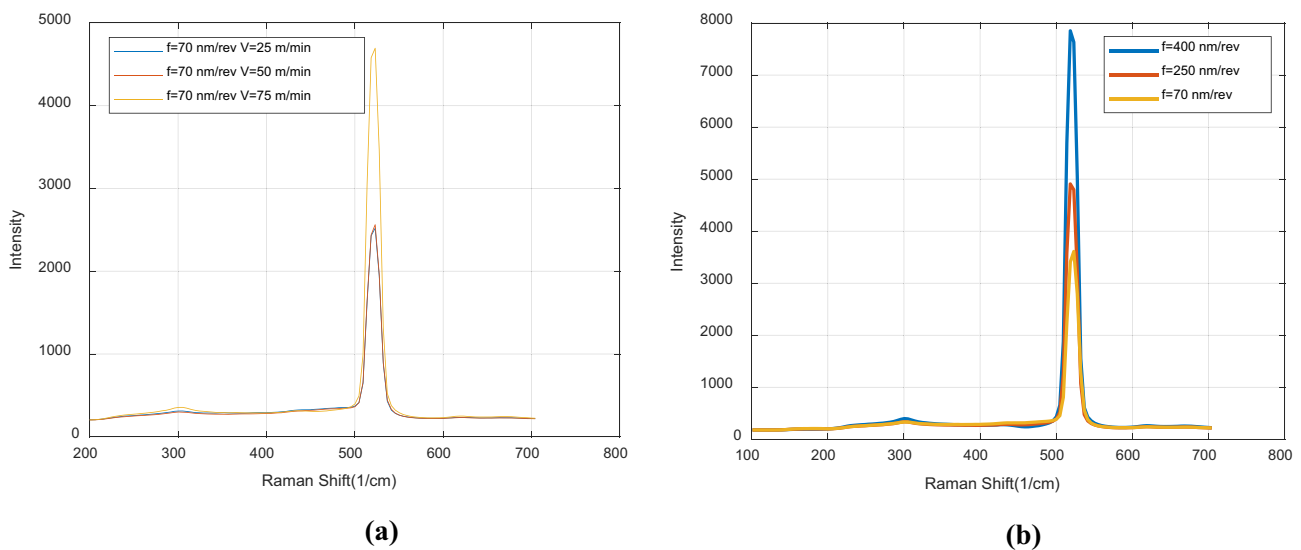 5000
4000
3000
2000
1000
0
Intensity
f=70 nm/rev V=25 m/min
f=70 nm/rev V=50 m/min
f=70 nm/rev V=75 m/min
200 300 400 500 600 700 800
Raman Shift(1/cm)
(a)
8000
7000
6000
5000
4000
3000
2000
1000
0
Intensity
f=400 nm/rev
f=250 nm/rev
f=70 nm/rev
100 200 300 400 500 600 700 800
Raman Shift(1/cm)
(b)